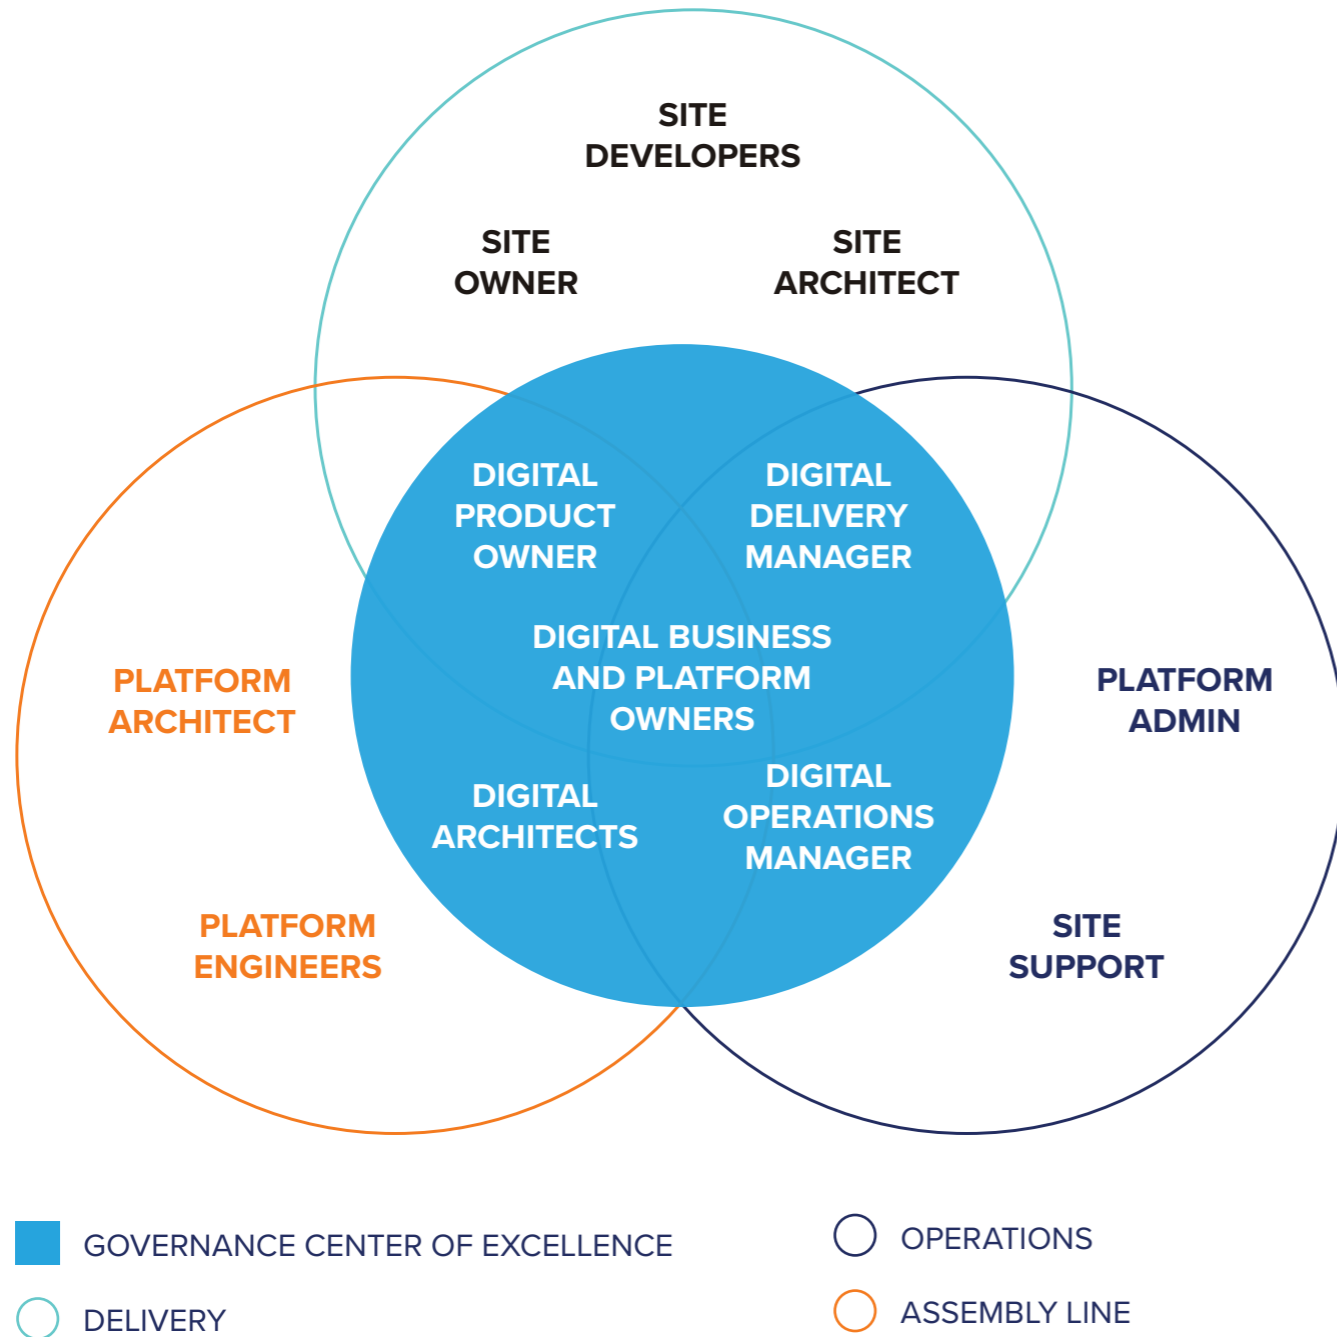 SITE
DEVELOPERS
SITE
OWNER
SITE
ARCHITECT
DIGITAL
PRODUCT
OWNER
DIGITAL
DELIVERY
MANAGER
DIGITAL BUSINESS
AND PLATFORM
OWNERS
PLATFORM
ARCHITECT
PLATFORM
ADMIN
DIGITAL
ARCHITECTS
DIGITAL
OPERATIONS
MANAGER
PLATFORM
ENGINEERS
SITE
SUPPORT
GOVERNANCE CENTER OF EXCELLENCE
OPERATIONS
DELIVERY
ASSEMBLY LINE